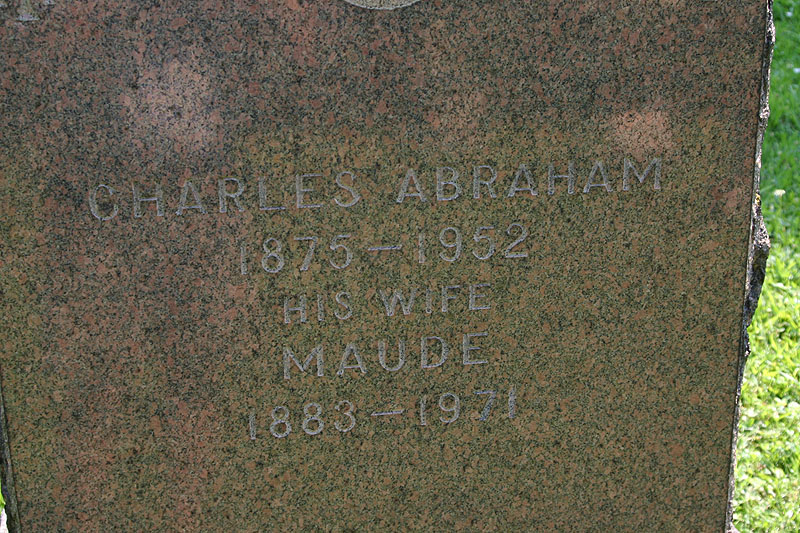 CHARLES ABRAHAM
1875 – 1952
HIS WIFE
MAUDE
1883 – 1971